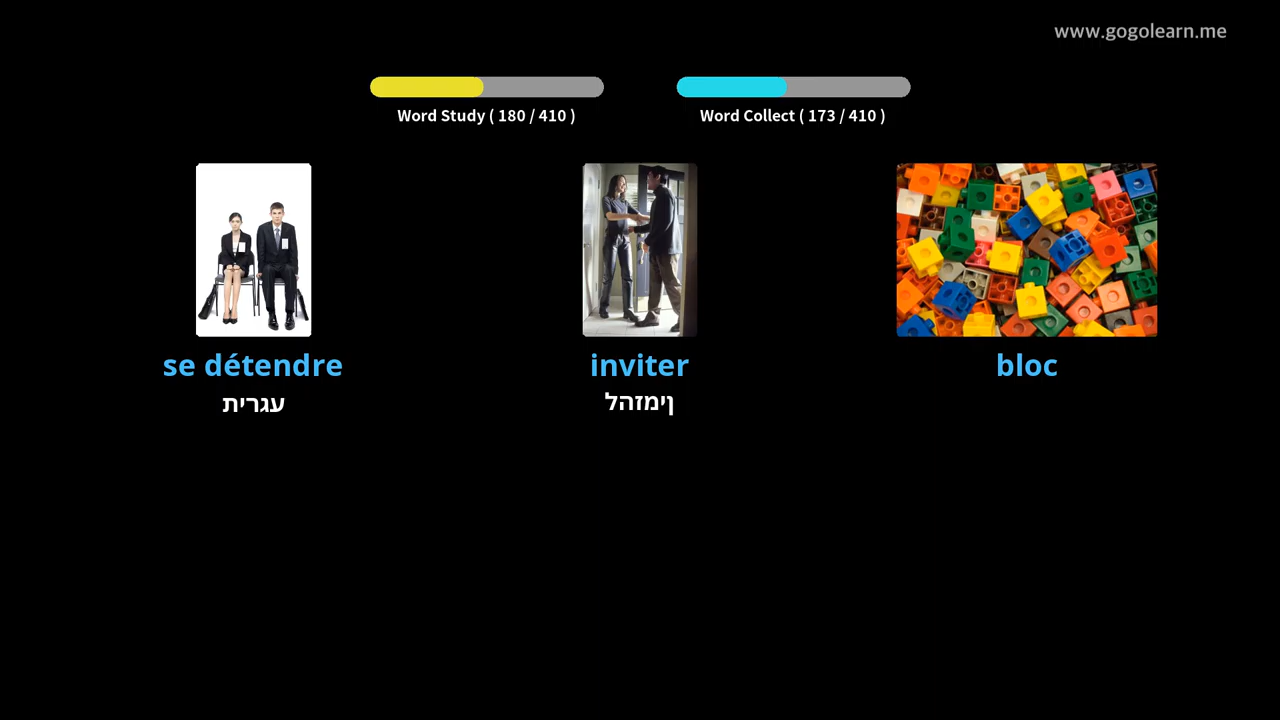 www.gogolearn.me
Word Study ( 180 / 410 )
Word Collect ( 173 / 410 )
se détendre
עגרית
inviter
ןימזהל
bloc